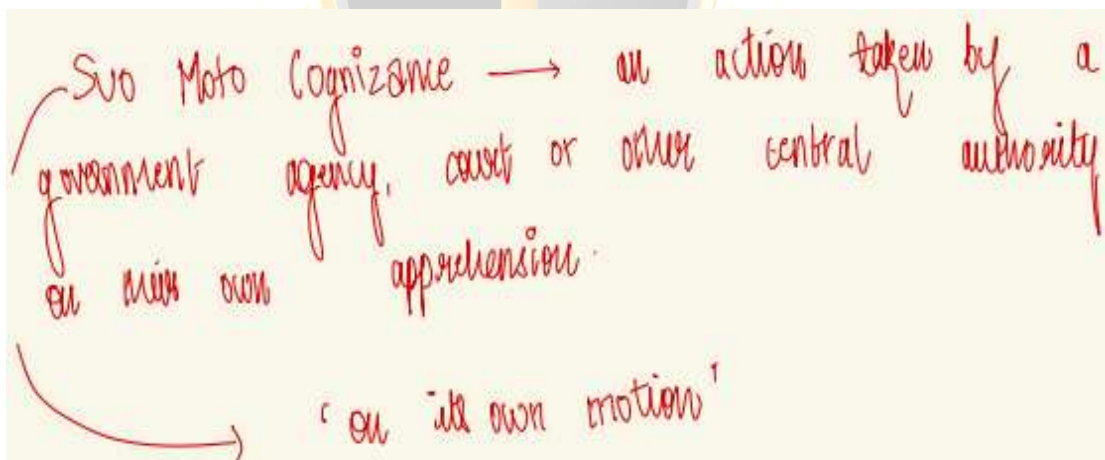 Suo Moto Cognizance → an action taken by a
government agency, court or other central authority
on their own apprehension.
'on its own motion'